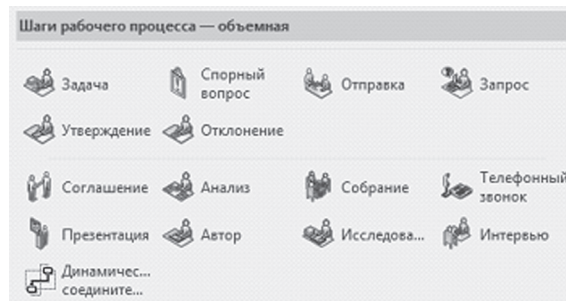 Шаги рабочего процесса — объемная
Задача
Спорный
вопрос
Отправка
Запрос
Утверждение
Отклонение
Соглашение
Анализ
Собрание
Телефонный
звонок
Презентация
Автор
Исследова...
Интервью
Динамичес...
соедините...